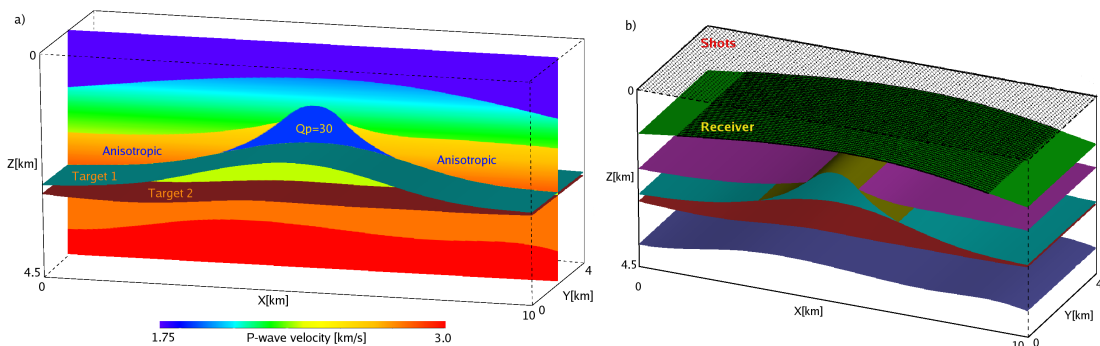 a)
0
Qp=30
Anisotropic
Anisotropic
Z[km]
Target 1
Target 2
4.5
0
X[km]
10
0
Y[km]
4
1.75
P-wave velocity [km/s]
3.0
b)
Shots
0
Receiver
Z[km]
4.5
0
X[km]
10
0
Y[km]
4